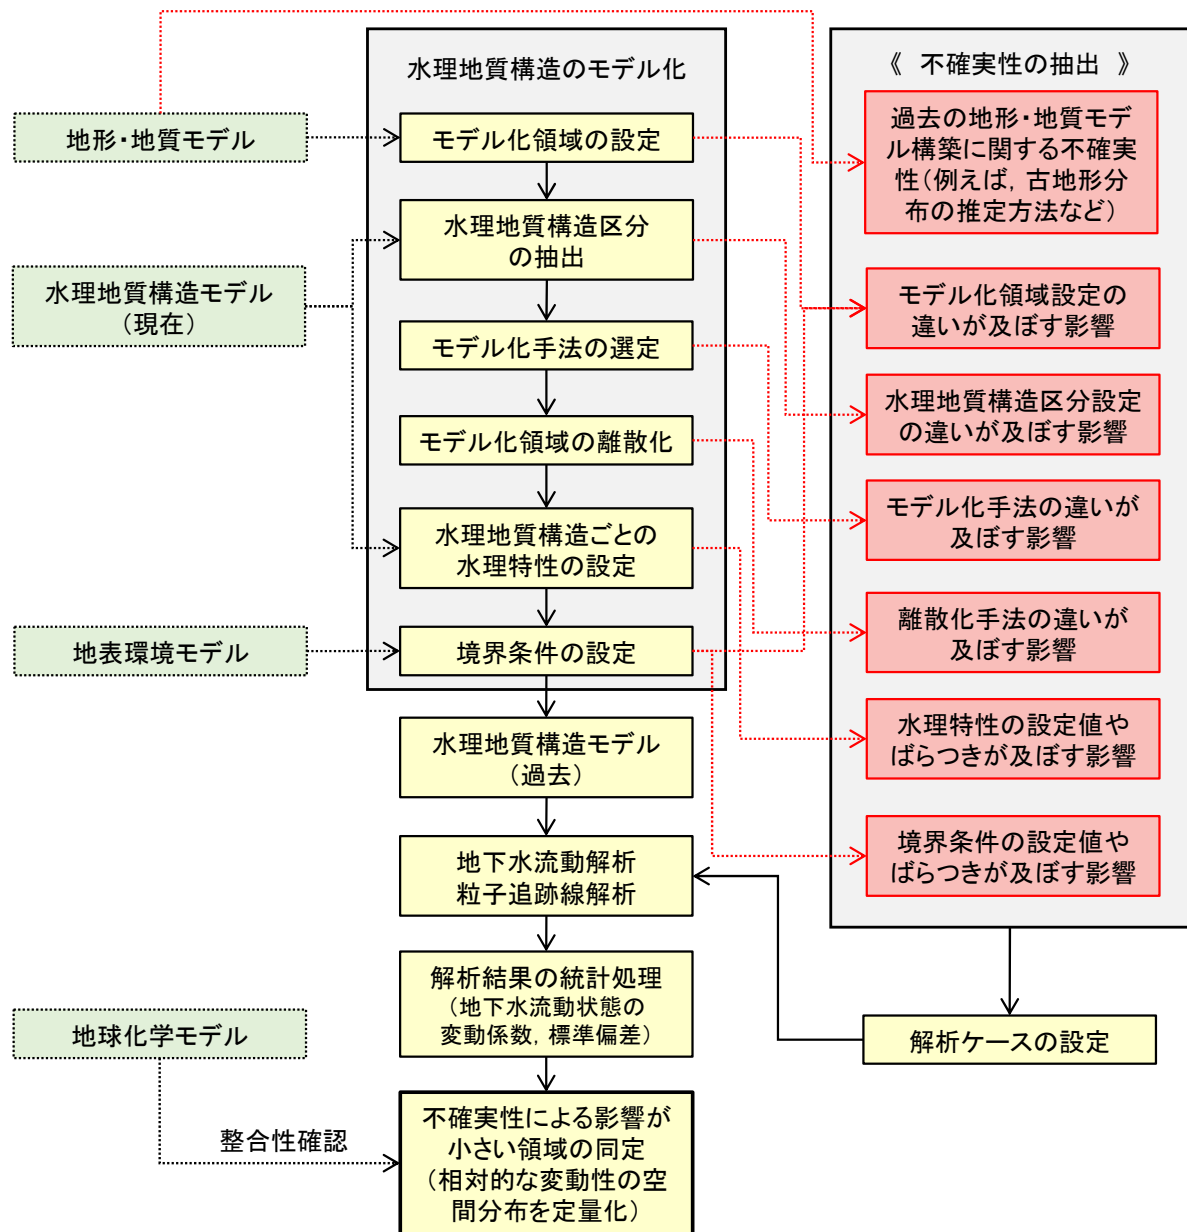 地形・地質モデル
水理地質構造モデル
（現在）
地表環境モデル
地球化学モデル
整合性確認
水理地質構造のモデル化
モデル化領域の設定
水理地質構造区分
の抽出
モデル化手法の選定
モデル化領域の離散化
水理地質構造ごとの
水理特性の設定
境界条件の設定
水理地質構造モデル
（過去）
地下水流動解析
粒子追跡線解析
解析結果の統計処理
（地下水流動状態の
変動係数，標準偏差）
不確実性による影響が
小さい領域の同定
（相対的な変動性の空
間分布を定量化）
《　不確実性の抽出　》
過去の地形・地質モデ
ル構築に関する不確実
性（例えば，古地形分
布の推定方法など）
モデル化領域設定の
違いが及ぼす影響
水理地質構造区分設定
の違いが及ぼす影響
モデル化手法の違いが
及ぼす影響
離散化手法の違いが
及ぼす影響
水理特性の設定値や
ばらつきが及ぼす影響
境界条件の設定値や
ばらつきが及ぼす影響
解析ケースの設定